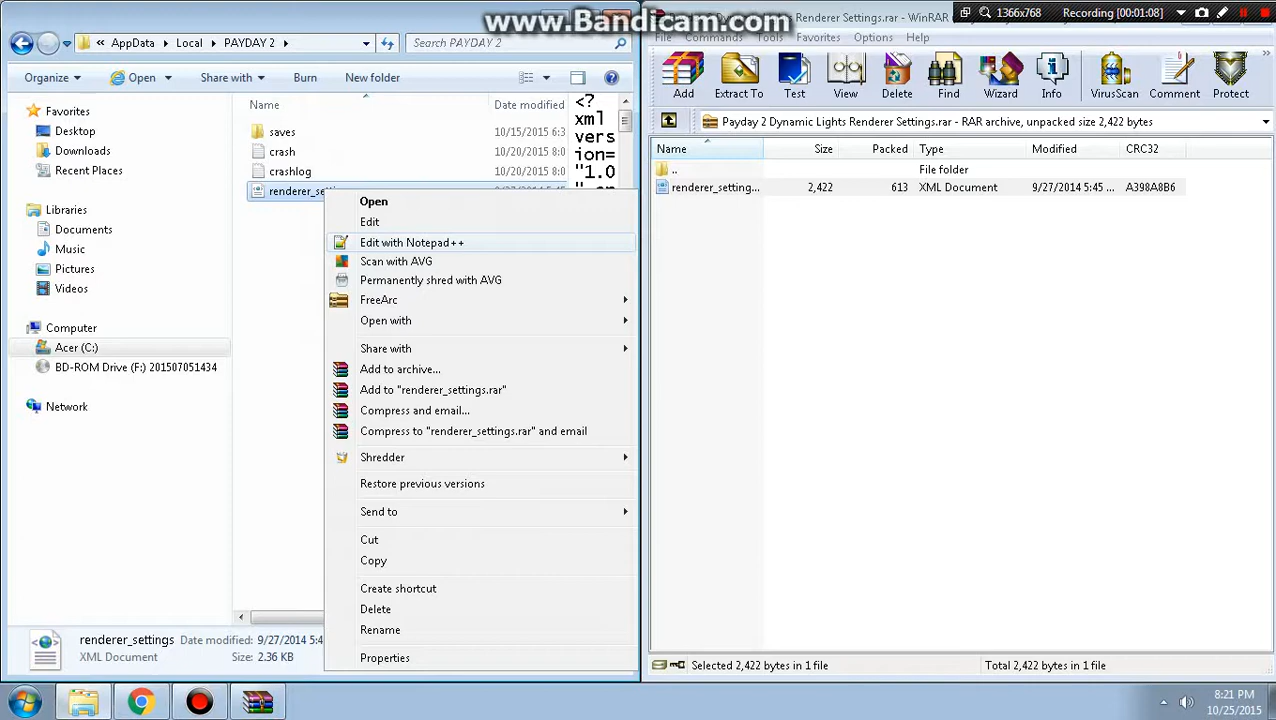 www.Bandicam.com
Renderer Settings.rar - WinRAR
1366x768
Recording [00:01:08]
AppData
Local
PAYDAY 2
Search PAYDAY 2
File
Commands
Tools
Favorites
Options
Help
Organize
Open
Share with
Burn
New folder
Add
Extract To
Test
View
Delete
Find
Wizard
Info
VirusScan
Comment
Protect
Favorites
Desktop
Downloads
Recent Places
Libraries
Documents
Music
Pictures
Videos
Computer
Acer (C:)
BD-ROM Drive (F:) 201507051434
Network
Name
Date modified
saves
10/15/2015 6:3
crash
10/20/2015 8:0
crashlog
10/20/2015 8:0
renderer_setti
<?
xml
vers
ion=
"1.0
Open
Edit
Edit with Notepad++
Scan with AVG
Permanently shred with AVG
FreeArc
Open with
Share with
Add to archive...
Add to "renderer_settings.rar"
Compress and email...
Compress to "renderer_settings.rar" and email
Shredder
Restore previous versions
Send to
Cut
Copy
Create shortcut
Delete
Rename
Properties
Payday 2 Dynamic Lights Renderer Settings.rar - RAR archive, unpacked size 2,422 bytes
Name
Size
Packed
Type
Modified
CRC32
..
File folder
renderer_setting...
2,422
613
XML Document
9/27/2014 5:45 ...
A398A8B6
renderer_settings
Date modified: 9/27/2014 5:4
XML Document
Size: 2.36 KB
Selected 2,422 bytes in 1 file
Total 2,422 bytes in 1 file
8:21 PM
10/25/2015